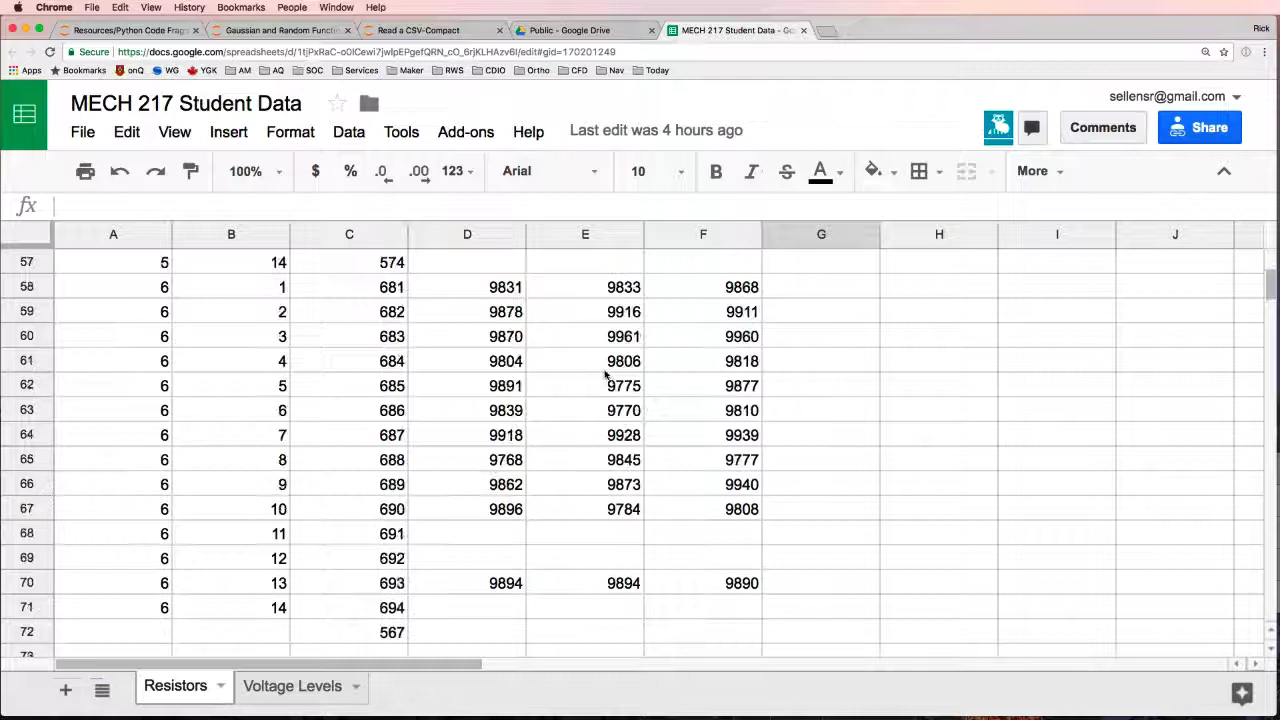 Chrome File Edit View History Bookmarks People Window Help
Resources/Python Code Frag Gaussian and Random Functi Read a CSV-Compact Public - Google Drive MECH 217 Student Data - Go Rick
Secure https://docs.google.com/spreadsheets/d/
Apps Bookmarks onQ WG YGK AM AQ SOC Services Maker RWS CDIO Ortho CFD Nav Today
MECH 217 Student Data
sellensr@gmail.com
File Edit View Insert Format Data Tools Add-ons Help Last edit was 4 hours ago
Comments Share
100% $ % .0 .00 123 Arial 10 B I S A More
fx
A B C D E F G H I J
57 5 14 574
58 6 1 681 9831 9833 9868
59 6 2 682 9878 9916 9911
60 6 3 683 9870 9961 9960
61 6 4 684 9804 9806 9818
62 6 5 685 9891 9775 9877
63 6 6 686 9839 9770 9810
64 6 7 687 9918 9928 9939
65 6 8 688 9768 9845 9777
66 6 9 689 9862 9873 9940
67 6 10 690 9896 9784 9808
68 6 11 691
69 6 12 692
70 6 13 693 9894 9894 9890
71 6 14 694
72 567
73
Resistors Voltage Levels